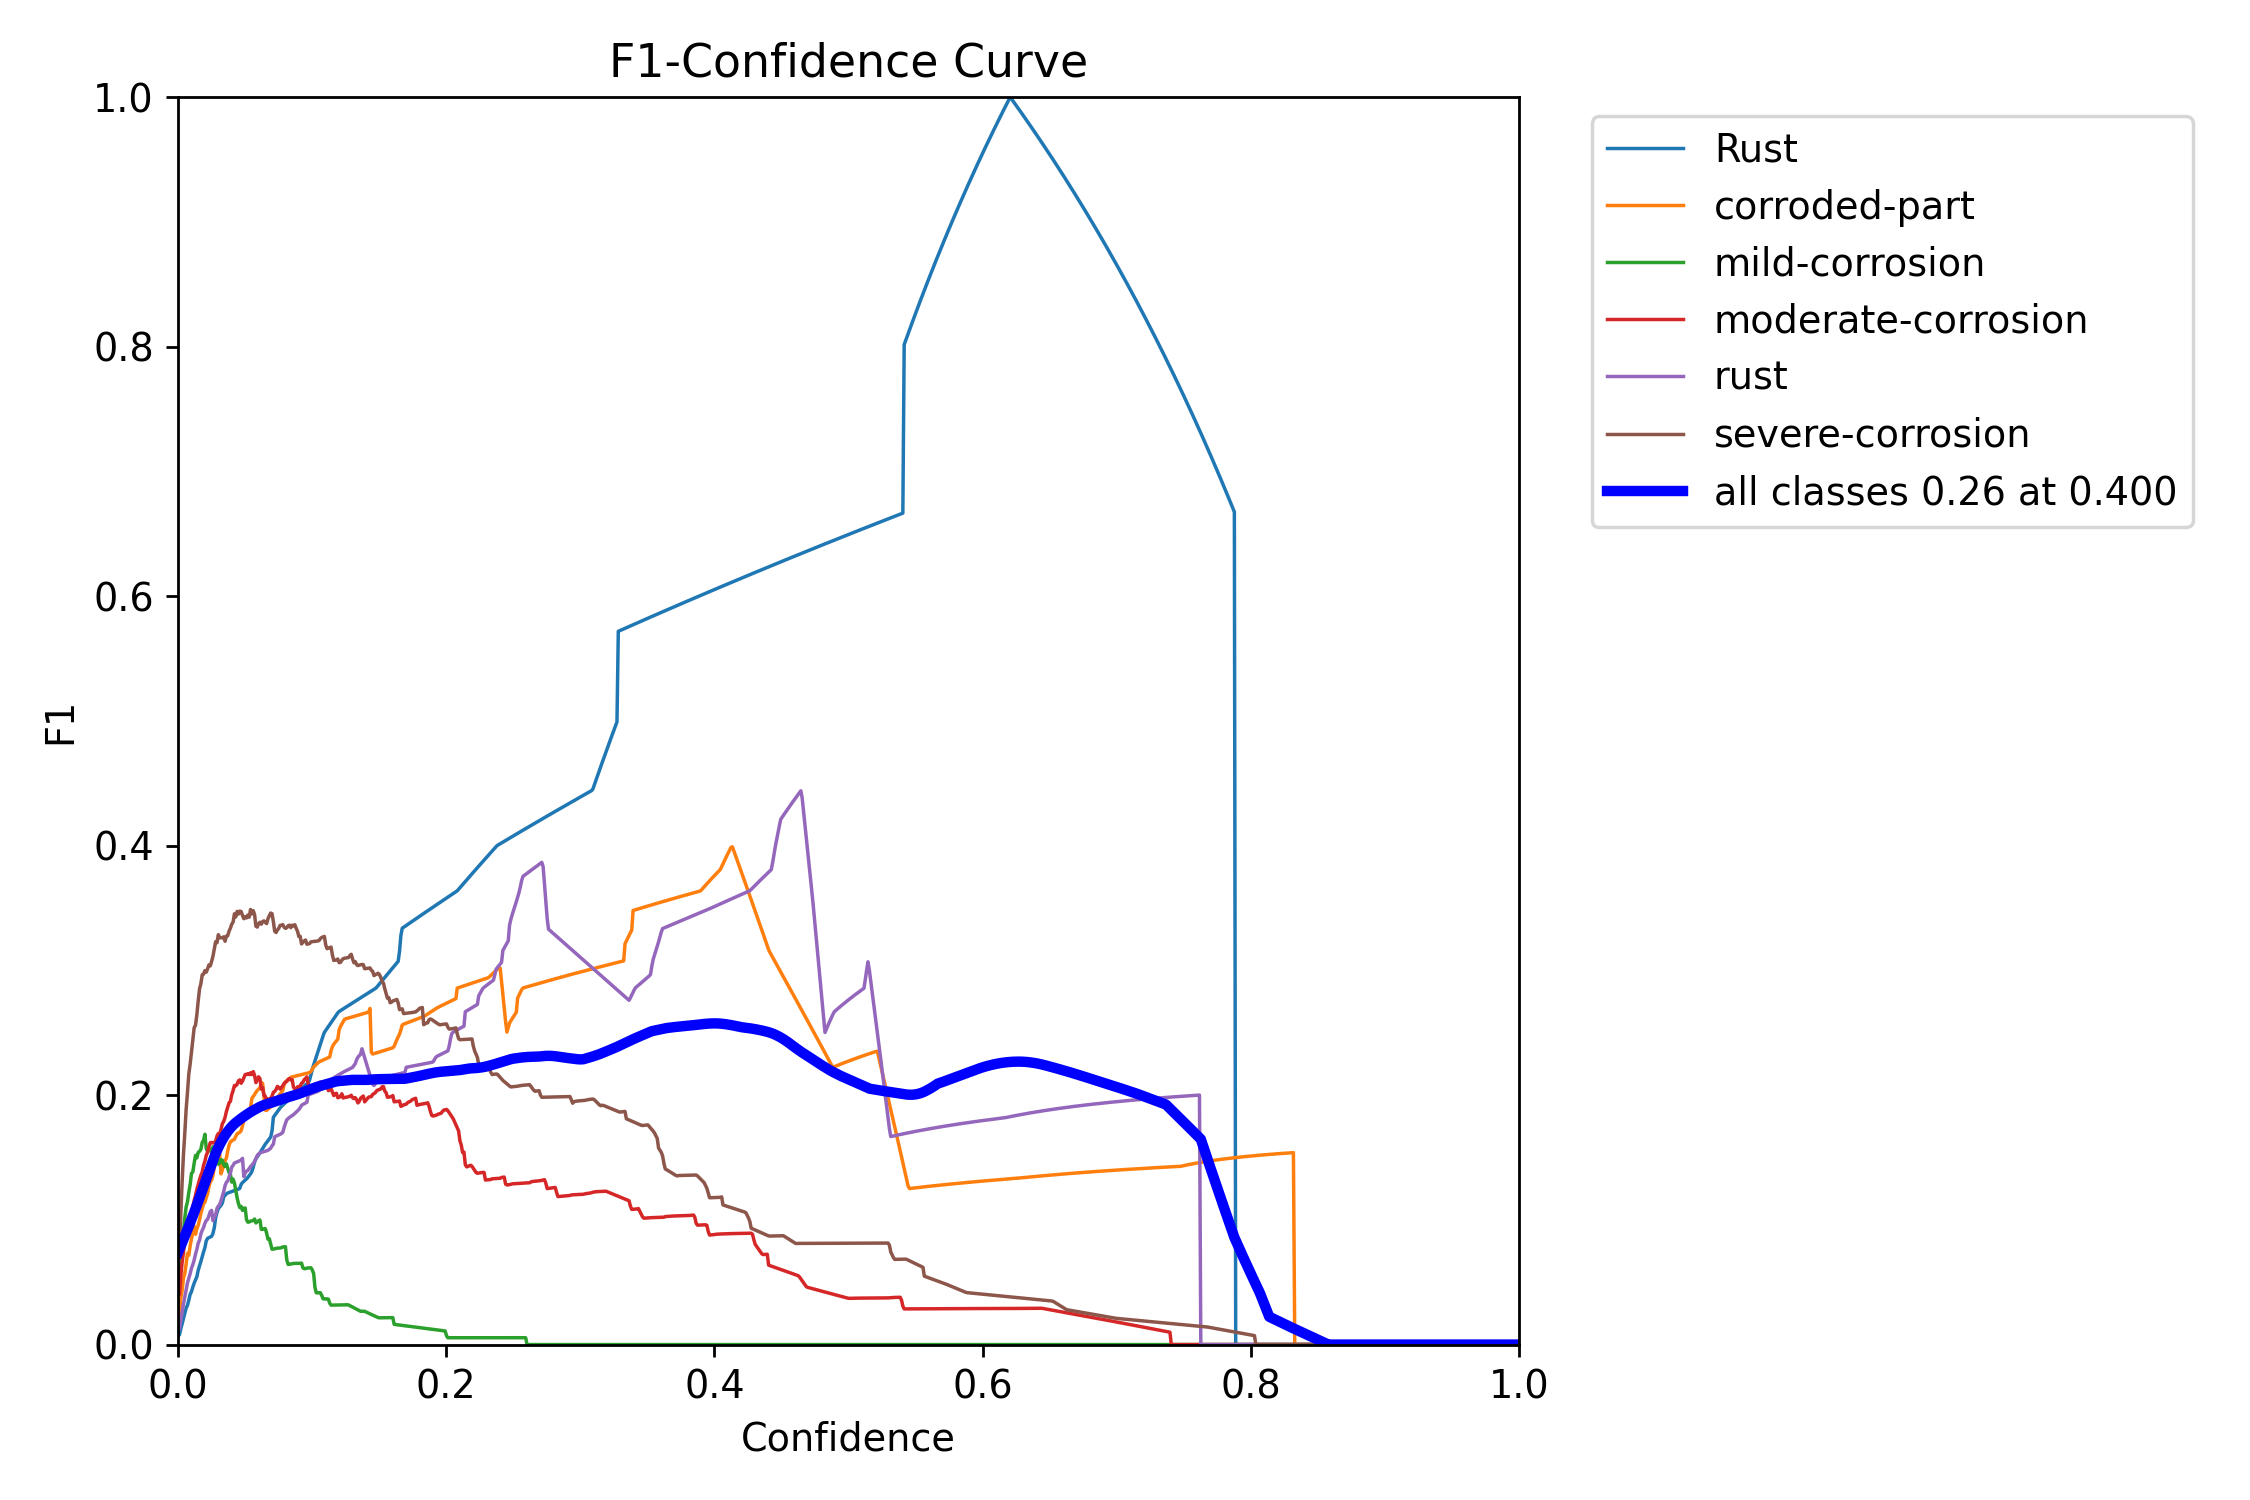 F1-Confidence Curve
1.0
0.8
0.6
0.4
0.2
0.0
F1
0.0 0.2 0.4 0.6 0.8 1.0
Confidence
Rust
corroded-part
mild-corrosion
moderate-corrosion
rust
severe-corrosion
all classes 0.26 at 0.400